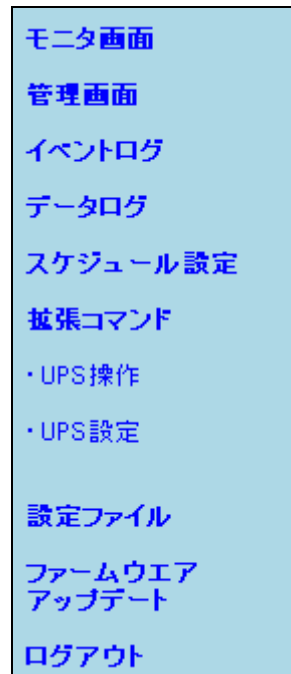 モニタ画面
管理画面
イベントログ
データログ
スケジュール設定
拡張コマンド
・UPS操作
・UPS設定
設定ファイル
ファームウエア
アップデート
ログアウト